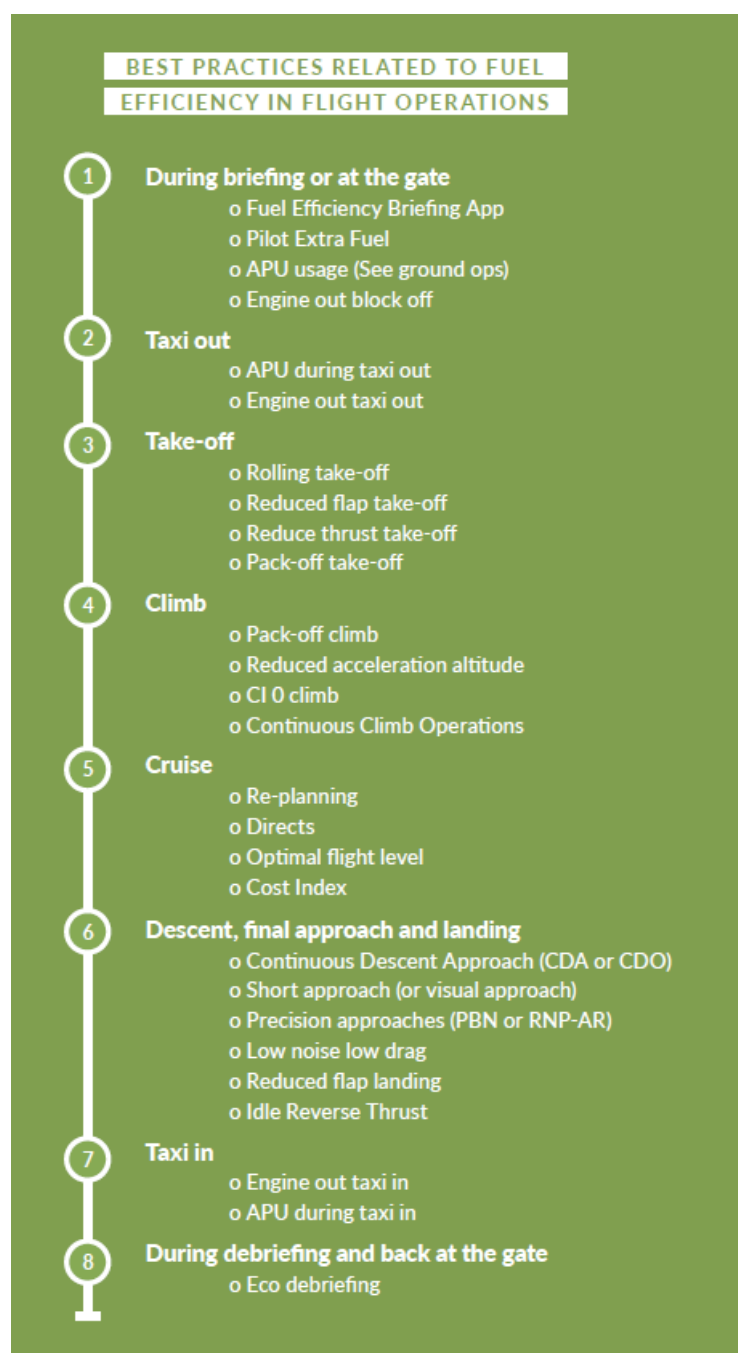 BEST PRACTICES RELATED TO FUEL
EFFICIENCY IN FLIGHT OPERATIONS
1
During briefing or at the gate
o Fuel Efficiency Briefing App
o Pilot Extra Fuel
o APU usage (See ground ops)
o Engine out block off
2
Taxi out
o APU during taxi out
o Engine out taxi out
3
Take-off
o Rolling take-off
o Reduced flap take-off
o Reduce thrust take-off
o Pack-off take-off
4
Climb
o Pack-off climb
o Reduced acceleration altitude
o CI 0 climb
o Continuous Climb Operations
5
Cruise
o Re-planning
o Directs
o Optimal flight level
o Cost Index
6
Descent, final approach and landing
o Continuous Descent Approach (CDA or CDO)
o Short approach (or visual approach)
o Precision approaches (PBN or RNP-AR)
o Low noise low drag
o Reduced flap landing
o Idle Reverse Thrust
7
Taxi in
o Engine out taxi in
o APU during taxi in
8
During debriefing and back at the gate
o Eco debriefing